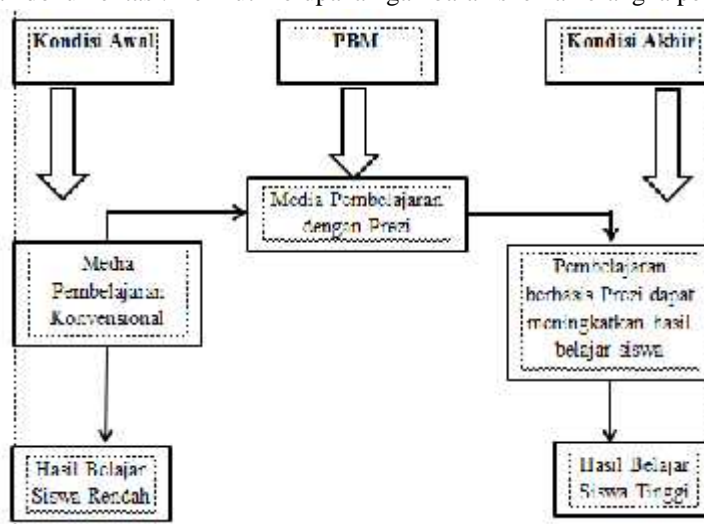 Kondisi Awal
PBM
Kondisi Akhir
Media Pembelajaran
dengan Prezi
Media
Pembelajaran
Konvensional
Pembelajaran
berbasis Prezi dapat
meningkatkan hasil
belajar siswa
Hasil Belajar
Siswa Rendah
Hasil Belajar
Siswa Tinggi